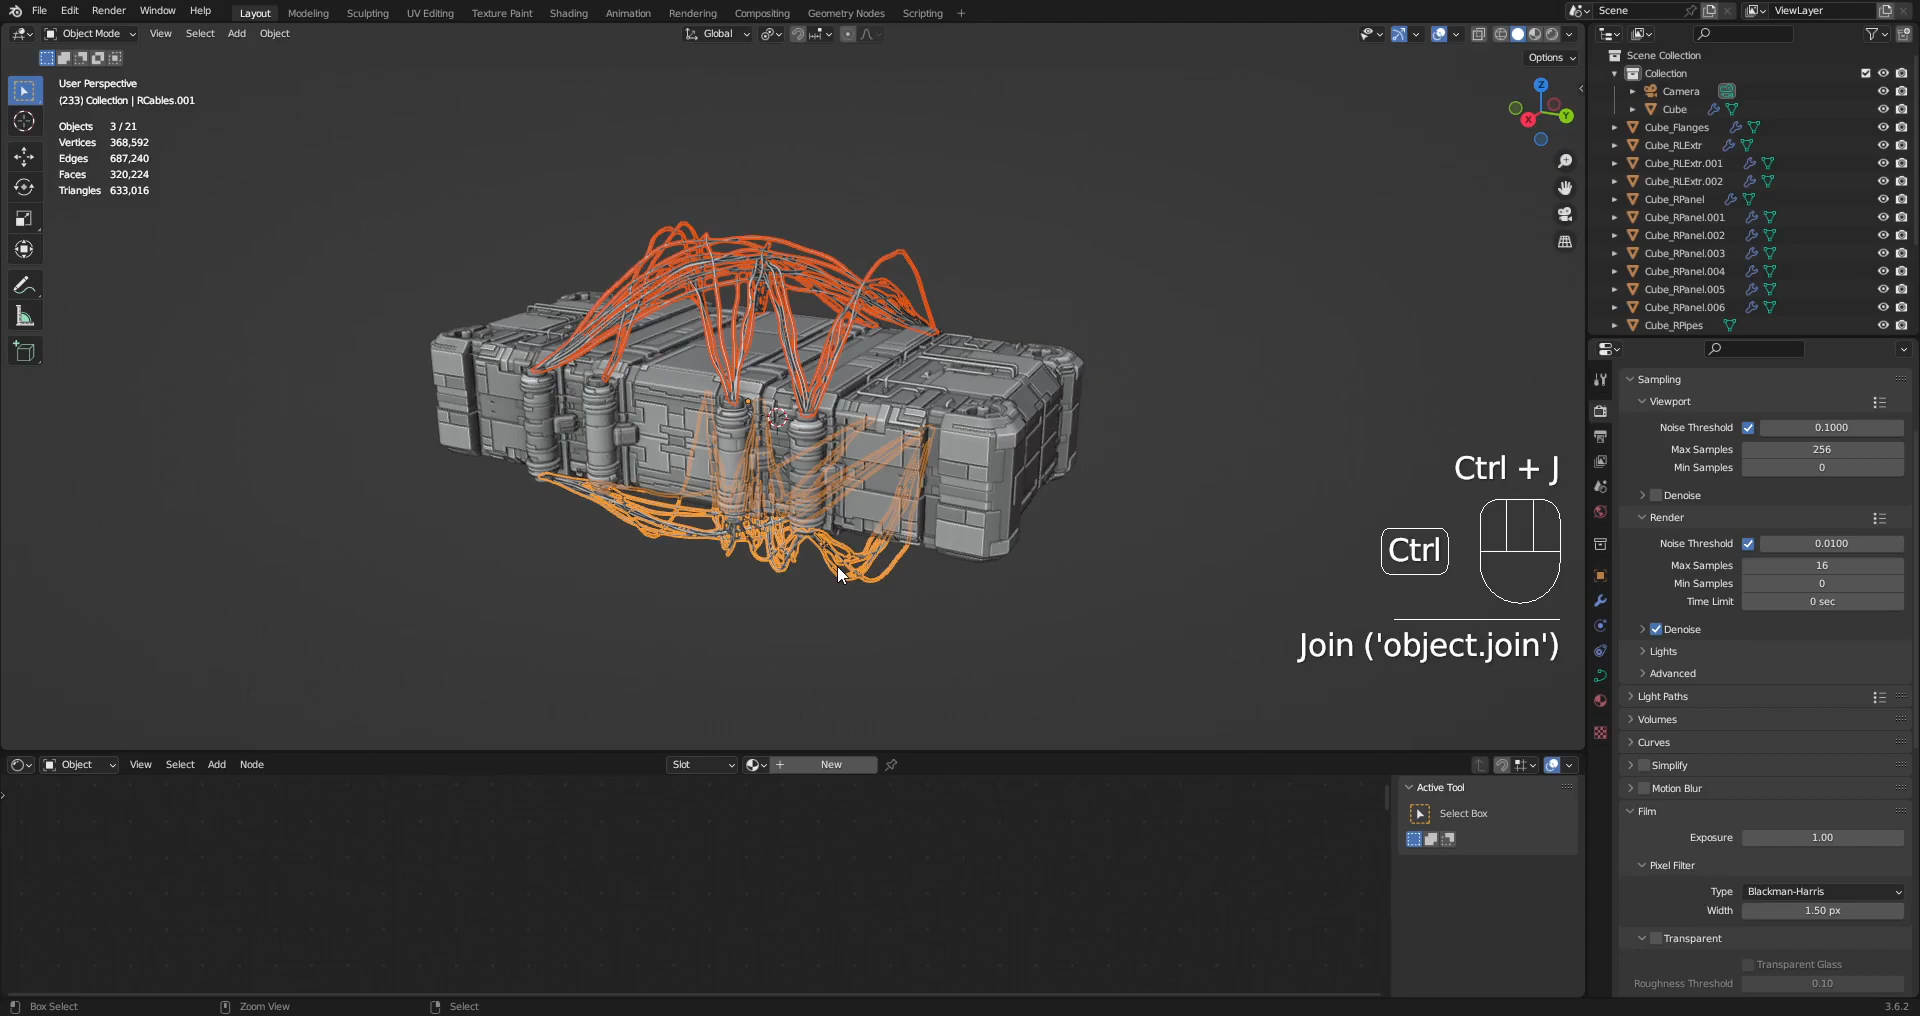 File Edit Render Window Help Layout Modeling Sculpting UV Editing Texture Paint Shading Animation Rendering Compositing Geometry Nodes Scripting + Scene ViewLayer
Object Mode View Select Add Object Global
Options
User Perspective
(233) Collection | RCables.001
Objects 3 / 21
Vertices 368,592
Edges 687,240
Faces 320,224
Triangles 633,016
Z
Y
X
Ctrl + J
Ctrl
Join ('object.join')
Scene Collection
Collection
Camera
Cube
Cube_Flanges
Cube_RLExtr
Cube_RLExtr.001
Cube_RLExtr.002
Cube_RPanel
Cube_RPanel.001
Cube_RPanel.002
Cube_RPanel.003
Cube_RPanel.004
Cube_RPanel.005
Cube_RPanel.006
Cube_RPipes
Sampling
Viewport
Noise Threshold 0.1000
Max Samples 256
Min Samples 0
Denoise
Render
Noise Threshold 0.0100
Max Samples 16
Min Samples 0
Time Limit 0 sec
Denoise
Lights
Advanced
Light Paths
Volumes
Curves
Simplify
Motion Blur
Film
Exposure 1.00
Pixel Filter
Type Blackman-Harris
Width 1.50 px
Transparent
Transparent Glass
Roughness Threshold 0.10
Object View Select Add Node Slot + New
Active Tool
Select Box
Box Select Zoom View Select 3.6.2